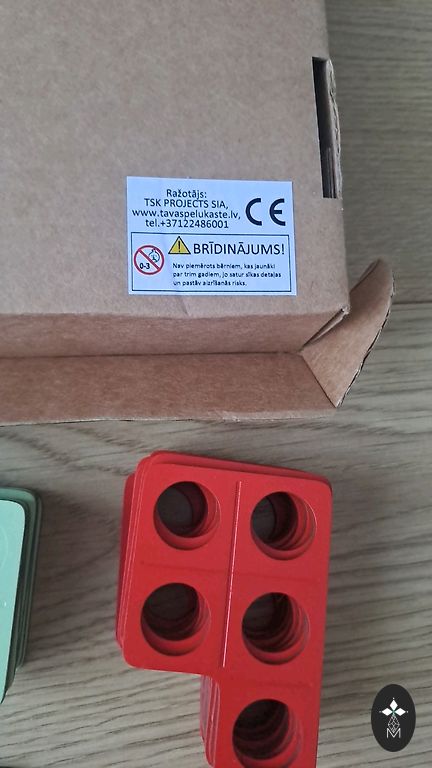 Ražotājs:
TSK PROJECTS SIA,
www.tavaspelukaste.lv,
tel.+37122486001
CE
BRĪDINĀJUMS!
0-3
Nav piemērots bērniem, kas jaunāki
par trim gadiem, jo satur sīkas detaļas
un pastāv aizrīšanās risks.
M